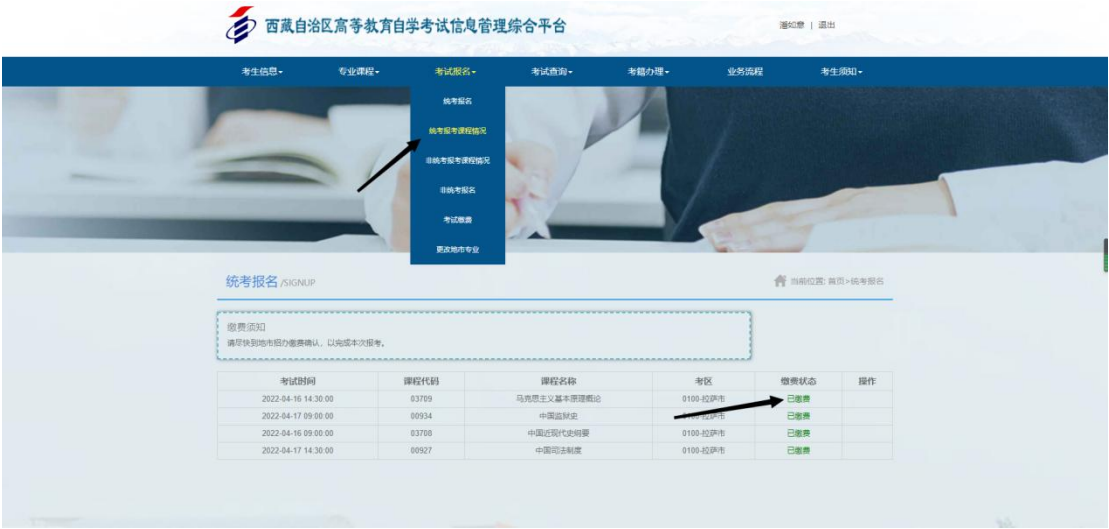 西藏自治区高等教育自学考试信息管理综合平台
潘如意 | 退出
考生信息 专业课程 考试报名 考试查询 考籍办理 业务流程 考生须知
统考报名
统考报考课程情况
非统考报考课程情况
非统考报名
考试缴费
更改地市专业
统考报名 /SIGNUP
当前位置: 首页>统考报名
缴费须知
请尽快到地市招办缴费确认，以完成本次报考。
考试时间 课程代码 课程名称 考区 缴费状态 操作
2022-04-16 14:30:00 03709 马克思主义基本原理概论 0100-拉萨市 已缴费
2022-04-17 09:00:00 00934 中国监狱史 0100-拉萨市 已缴费
2022-04-16 09:00:00 03708 中国近现代史纲要 0100-拉萨市 已缴费
2022-04-17 14:30:00 00927 中国司法制度 0100-拉萨市 已缴费